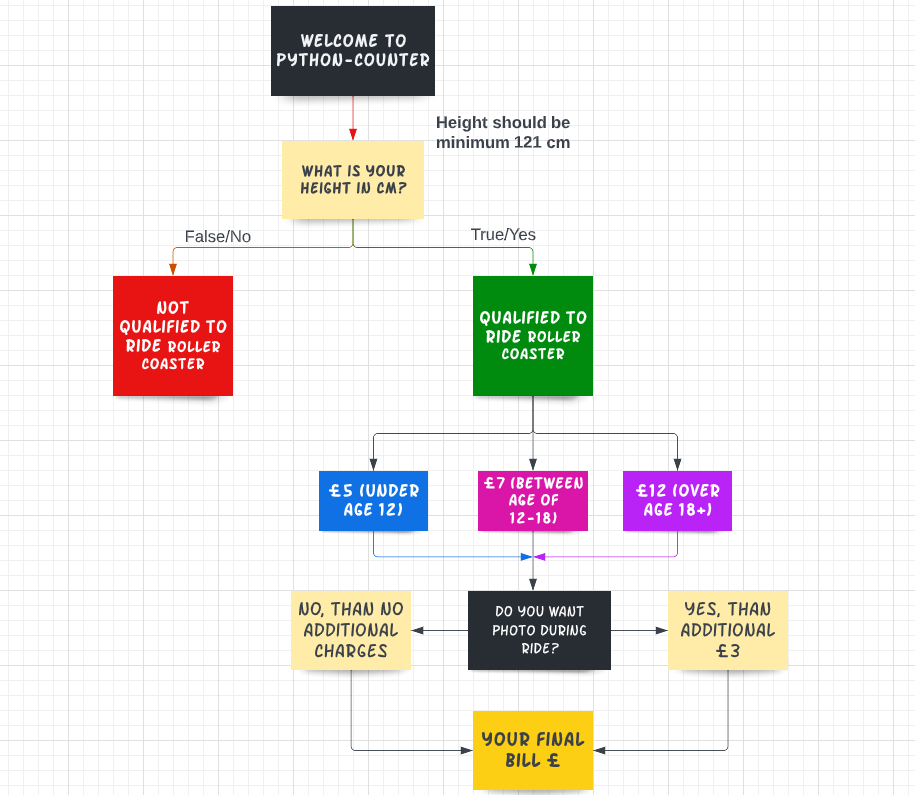 WELCOME TO
PYTHON-COUNTER
Height should be
minimum 121 cm
WHAT IS YOUR
HEIGHT IN CM?
False/No
True/Yes
NOT
QUALIFIED TO
RIDE ROLLER
COASTER
QUALIFIED TO
RIDE ROLLER
COASTER
£5 (UNDER
AGE 12)
£7 (BETWEEN
AGE OF
12-18)
£12 (OVER
AGE 18+)
NO, THAN NO
ADDITIONAL
CHARGES
DO YOU WANT
PHOTO DURING
RIDE?
YES, THAN
ADDITIONAL
£3
YOUR FINAL
BILL £